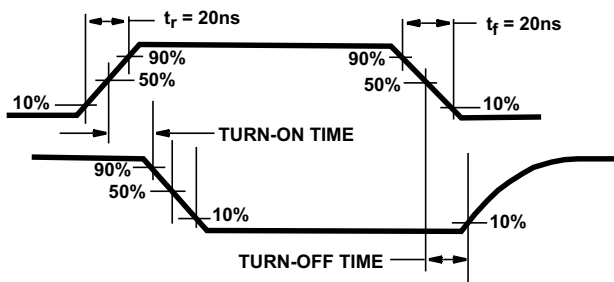 tr = 20ns
tf = 20ns
90%
90%
50%
50%
10%
10%
TURN-ON TIME
90%
50%
10%
10%
TURN-OFF TIME